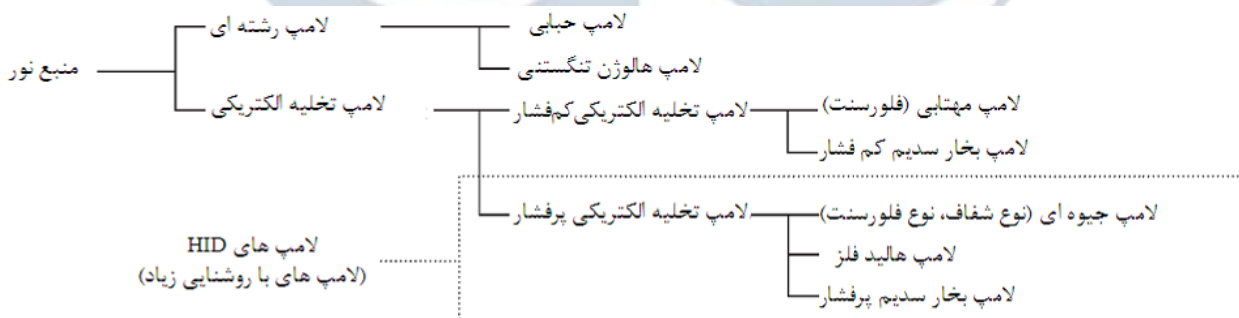 منبع نور
لامپ رشته ای
لامپ حبابی
لامپ هالوژن تنگستنی
لامپ تخلیه الکتریکی
لامپ تخلیه الکتریکی کم‌فشار
لامپ مهتابی (فلورسنت)
لامپ بخار سدیم کم فشار
لامپ تخلیه الکتریکی پرفشار
لامپ جیوه ای (نوع شفاف، نوع فلورسنت)
لامپ هالید فلز
لامپ بخار سدیم پرفشار
لامپ های HID
(لامپ های با روشنایی زیاد)